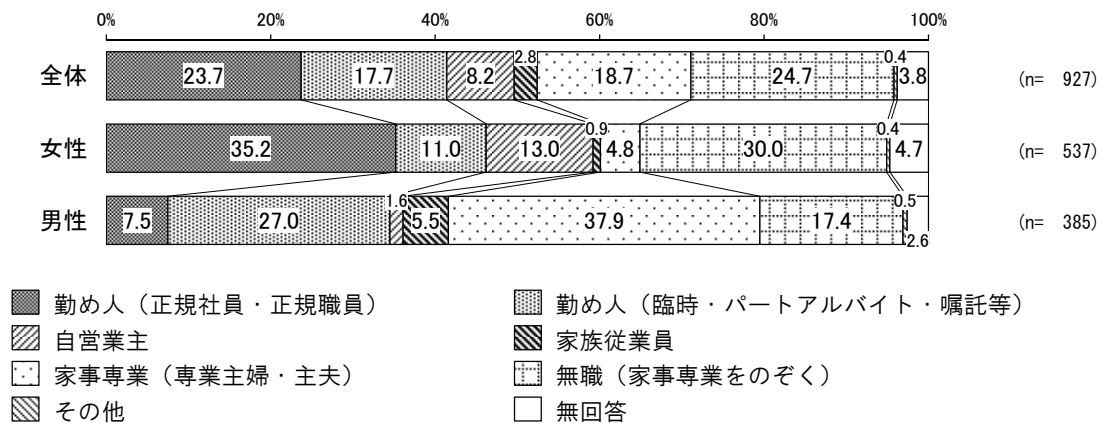 0% 20% 40% 60% 80% 100%
全体 23.7 17.7 8.2 2.8 18.7 24.7 0.4 3.8 (n= 927)
女性 35.2 11.0 13.0 0.9 4.8 30.0 0.4 4.7 (n= 537)
男性 7.5 27.0 1.6 5.5 37.9 17.4 0.5 2.6 (n= 385)
勤め人（正規社員・正規職員） 勤め人（臨時・パートアルバイト・嘱託等）
自営業主 家族従業員
家事専業（専業主婦・主夫） 無職（家事専業をのぞく）
その他 無回答